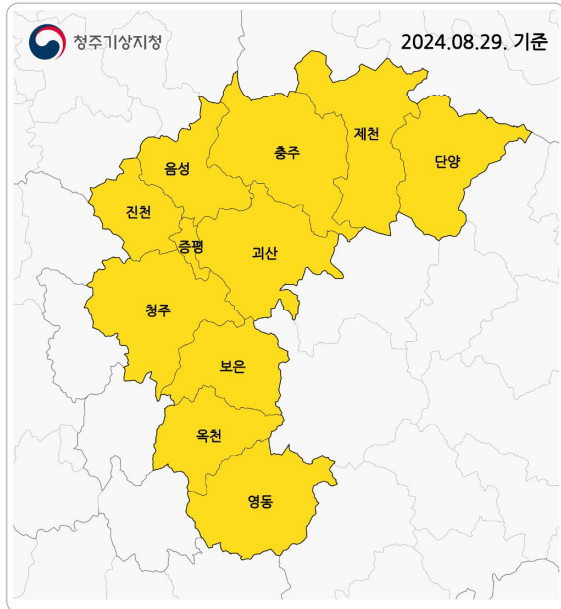 청주기상지청
2024.08.29. 기준
제천
충주
단양
음성
진천
증평
괴산
청주
보은
옥천
영동